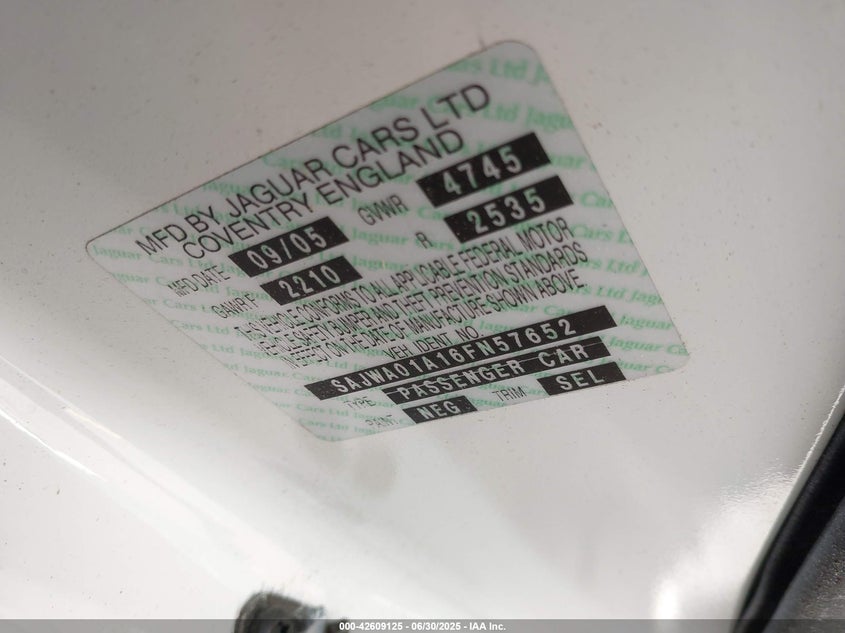 MFD BY JAGUAR CARS LTD
COVENTRY ENGLAND
MFD DATE 09/05 GVWR 4745
GAWR F 2210 R 2535
THIS VEHICLE CONFORMS TO ALL APPLICABLE FEDERAL MOTOR
VEHICLE SAFETY BUMPER AND THEFT PREVENTION STANDARDS
IN EFFECT ON THE DATE OF MANUFACTURE SHOWN ABOVE.
VEH. IDENT. NO.
SAJWA01A16FN57652
TYPE PASSENGER CAR
PAINT NEG TRIM SEL
000-42609125 - 06/30/2025 - IAA Inc.